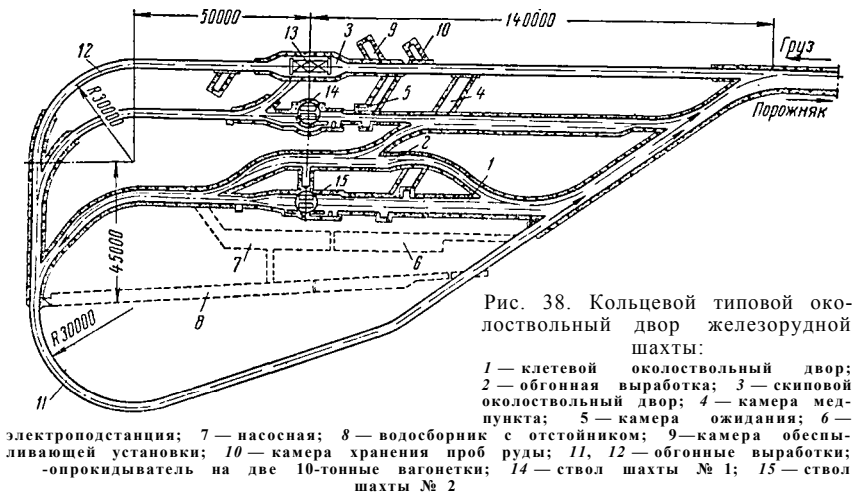 50000
140000
13
3
9
10
12
Груз
Порожняк
R30000
14
5
4
2
1
15
45000
7
6
8
R30000
11
Рис. 38. Кольцевой типовой око-
лоствольный двор железорудной
шахты:
1 — клетевой околоствольный двор;
2 — обгонная выработка; 3 — скиповой
околоствольный двор; 4 — камера мед-
пункта; 5 — камера ожидания; 6 —
электроподстанция; 7 — насосная; 8 — водосборник с отстойником; 9—камера обеспы-
ливающей установки; 10 — камера хранения проб руды; 11, 12 — обгонные выработки;
-опрокидыватель на две 10-тонные вагонетки; 14 — ствол шахты № 1; 15 — ствол
шахты № 2